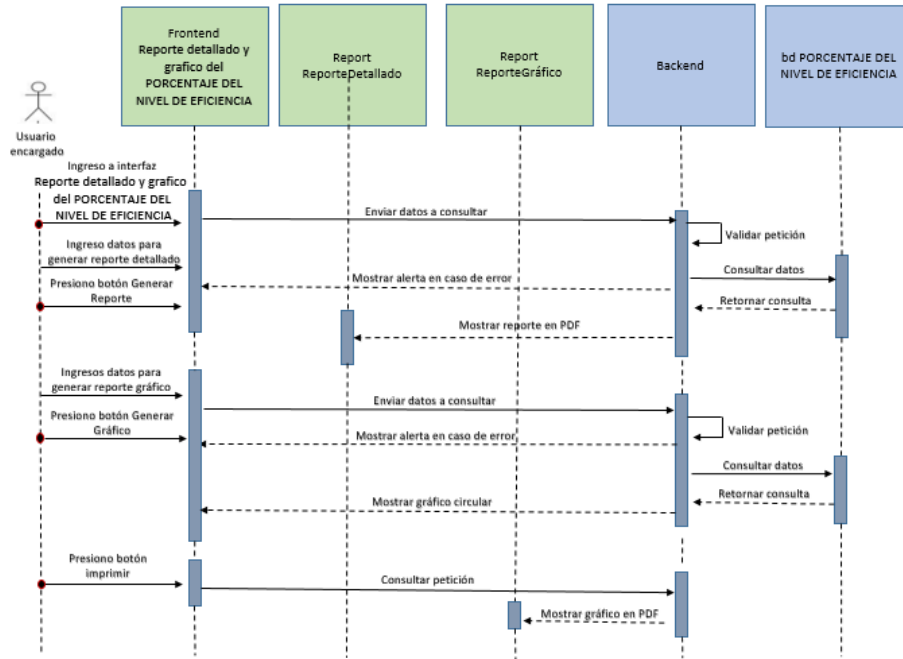 Frontend
Reporte detallado y
grafico del
PORCENTAJE DEL
NIVEL DE EFICIENCIA
Report
ReporteDetallado
Report
ReporteGráfico
Backend
bd PORCENTAJE DEL
NIVEL DE EFICIENCIA
Usuario
encargado
Ingreso a interfaz
Reporte detallado y grafico
del PORCENTAJE DEL
NIVEL DE EFICIENCIA
Enviar datos a consultar
Validar petición
Ingreso datos para
generar reporte detallado
Mostrar alerta en caso de error
Consultar datos
Presiono botón Generar
Reporte
Retornar consulta
Mostrar reporte en PDF
Ingresos datos para
generar reporte gráfico
Enviar datos a consultar
Presiono botón Generar
Gráfico
Validar petición
Mostrar alerta en caso de error
Consultar datos
Mostrar gráfico circular
Retornar consulta
Presiono botón
imprimir
Consultar petición
Mostrar gráfico en PDF